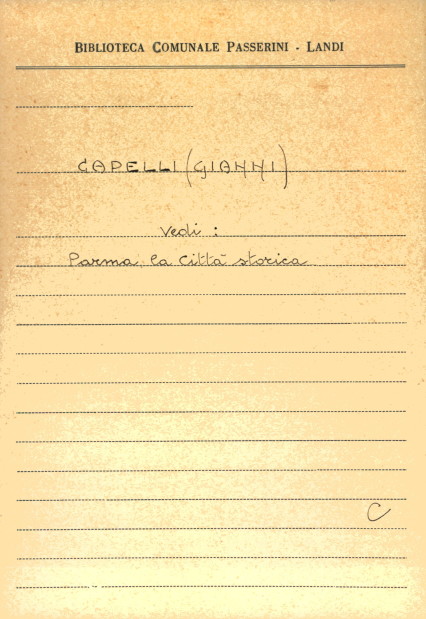 BIBLIOTECA COMUNALE PASSERINI - LANDI
CAPELLI (GIANNI)
Vedi :
Parma, la Città storica
C